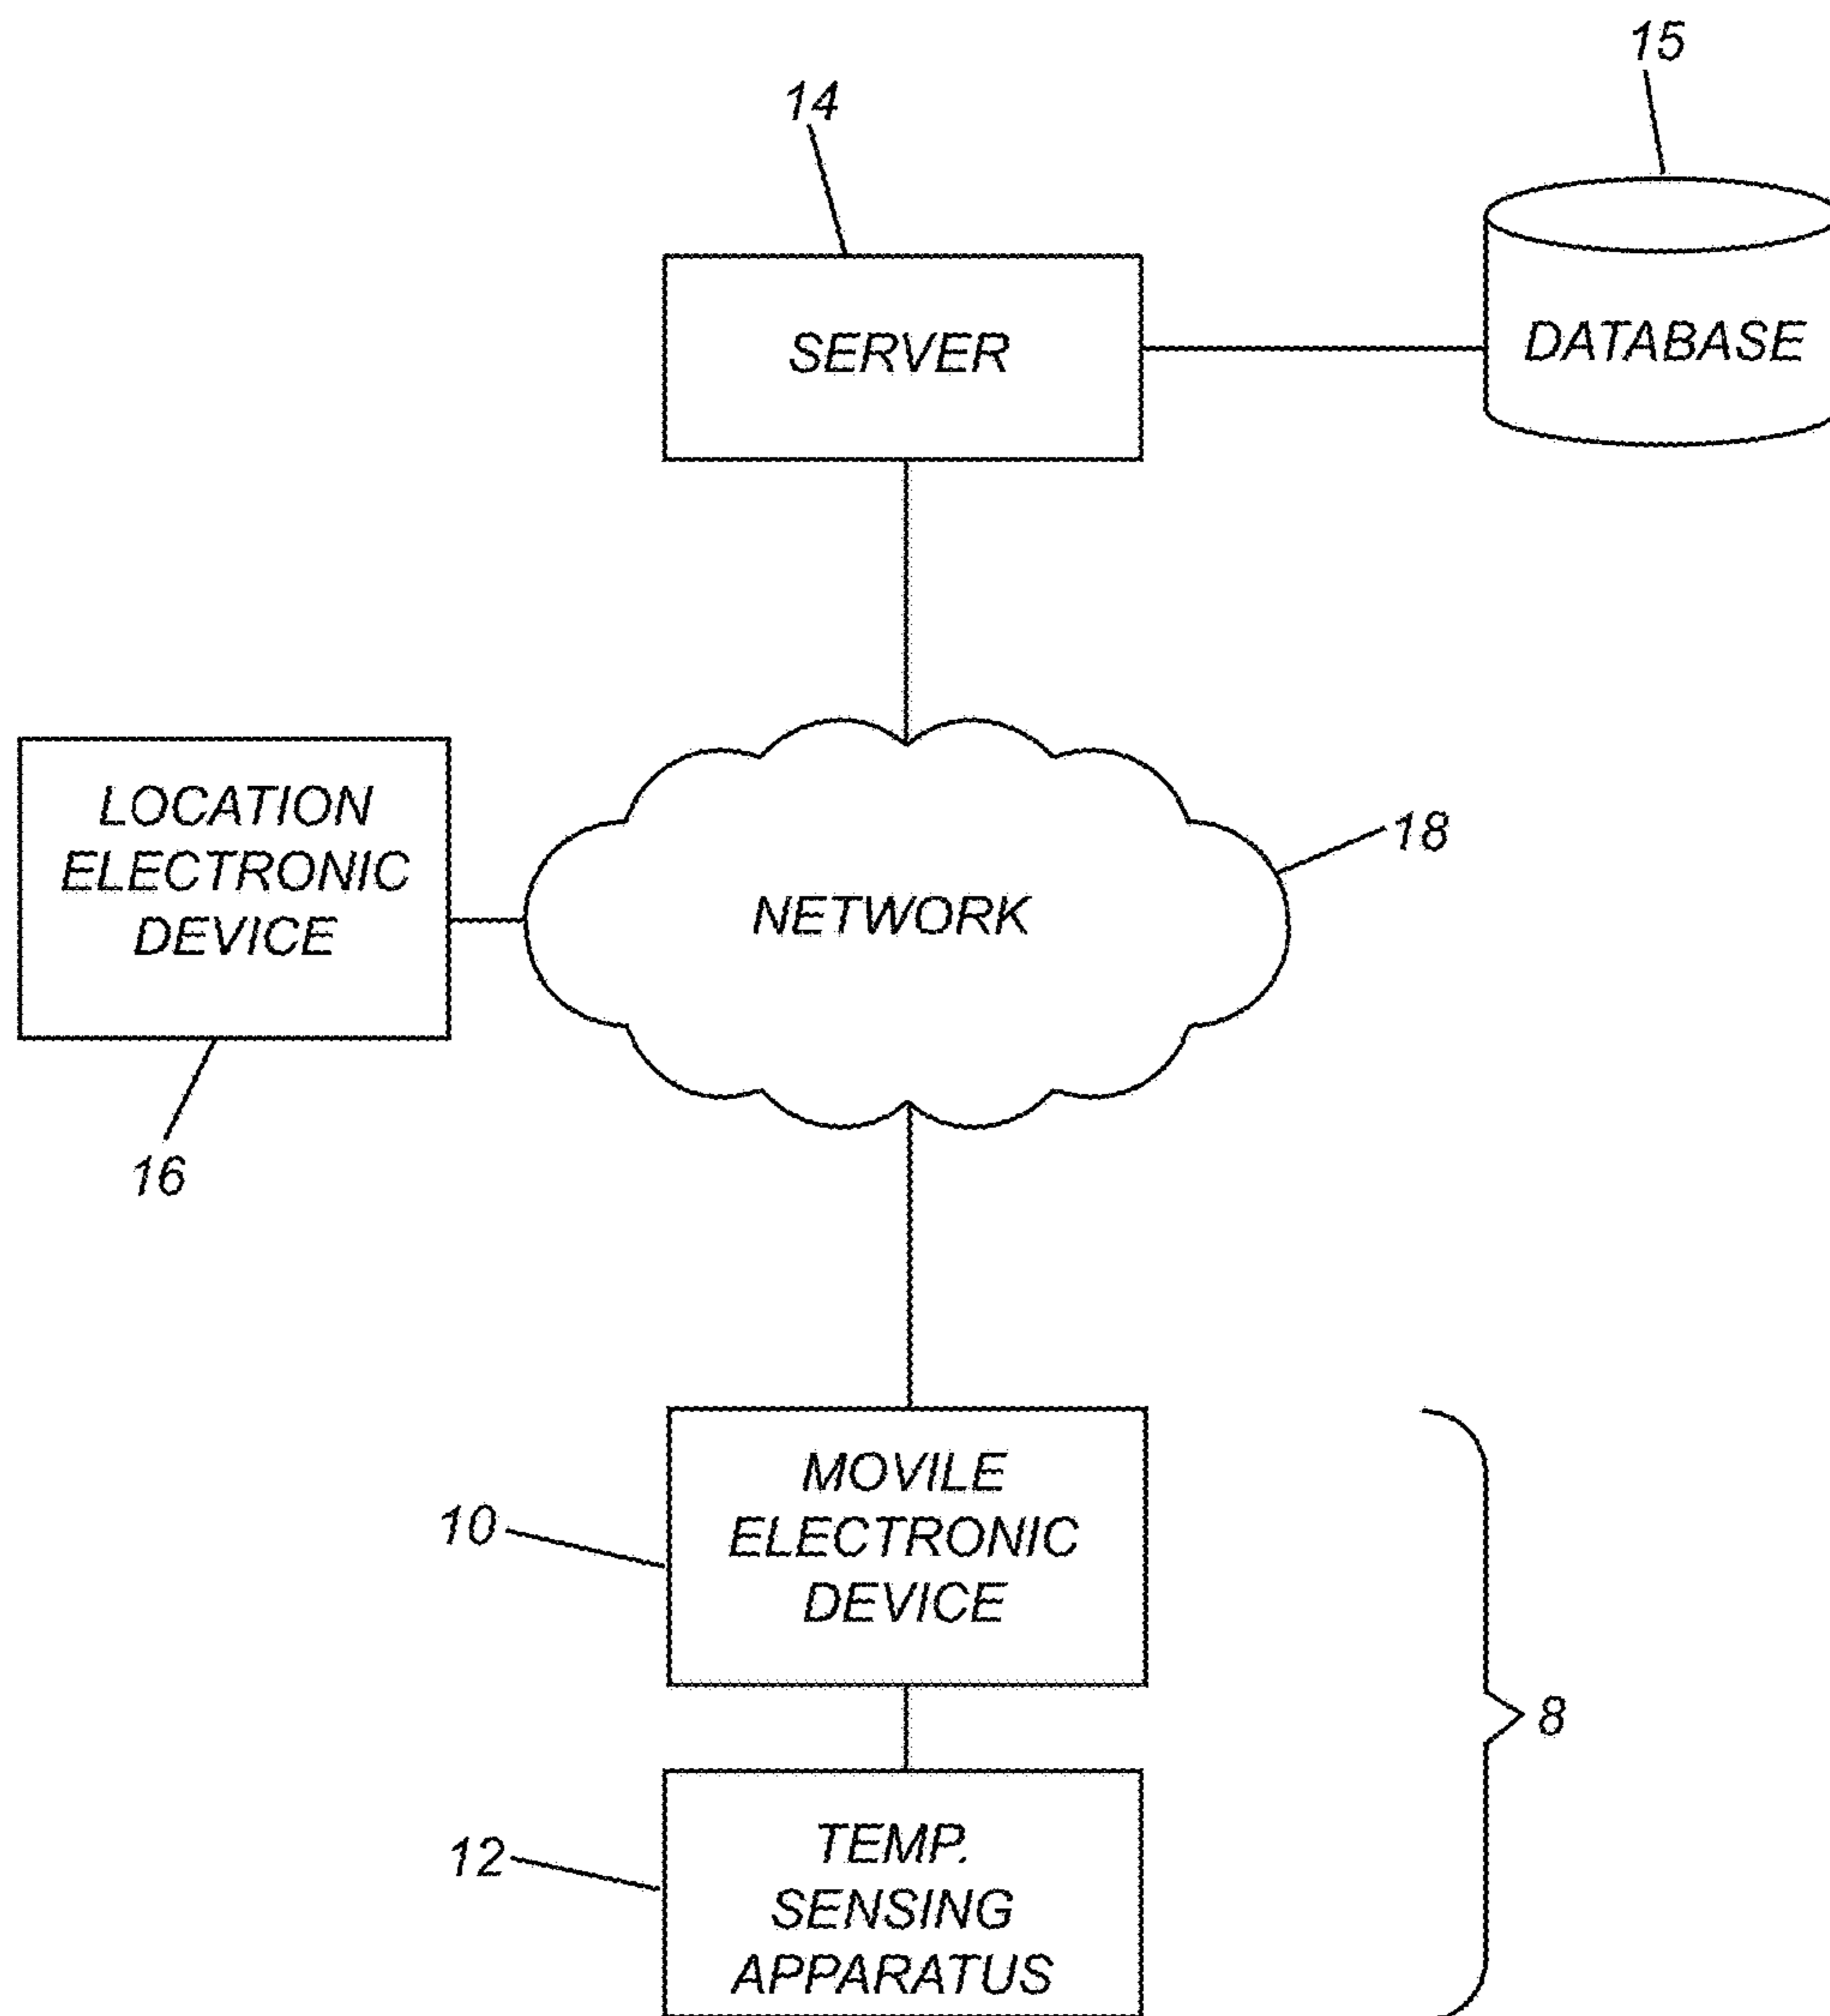 15
14
SERVER
DATABASE
LOCATION
ELECTRONIC
DEVICE
18
NETWORK
16
MOVILE
ELECTRONIC
DEVICE
10
8
TEMP.
SENSING
APPARATUS
12